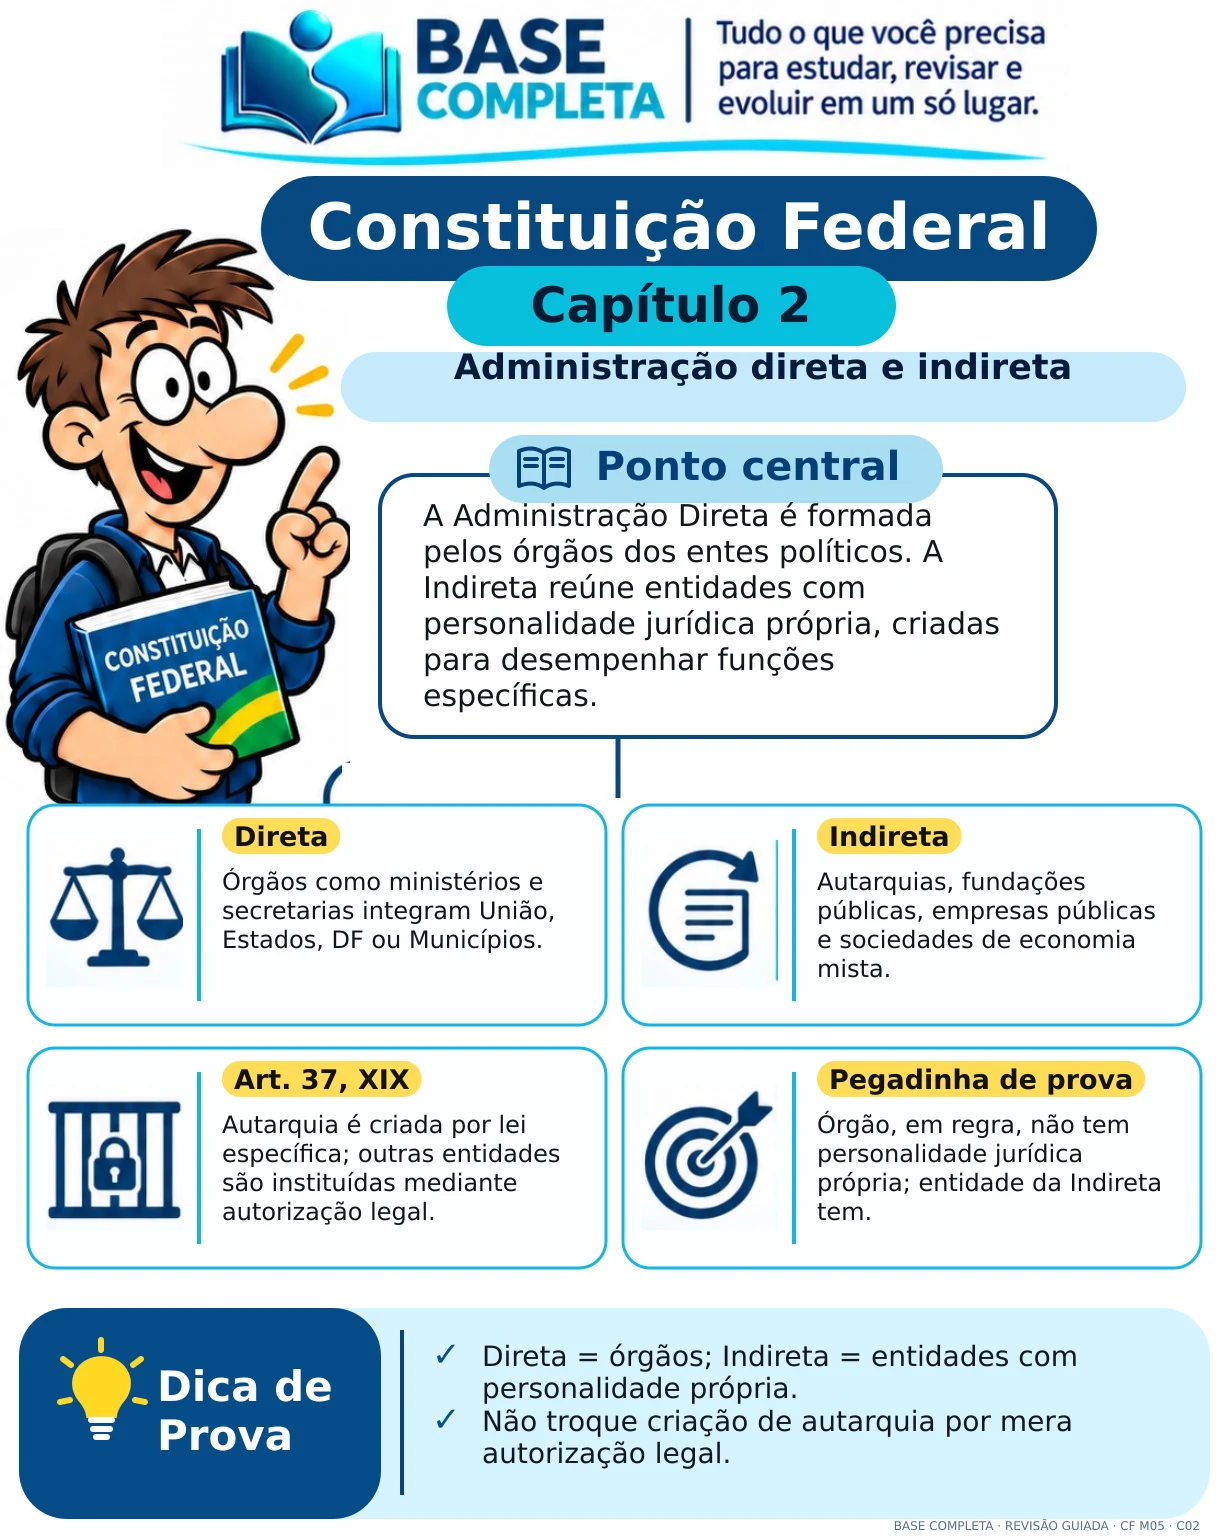 BASE
COMPLETA
Tudo o que você precisa
para estudar, revisar e
evoluir em um só lugar.
Constituição Federal
Capítulo 2
Administração direta e indireta
CONSTITUIÇÃO
FEDERAL
Ponto central
A Administração Direta é formada
pelos órgãos dos entes políticos. A
Indireta reúne entidades com
personalidade jurídica própria, criadas
para desempenhar funções
específicas.
Direta
Órgãos como ministérios e
secretarias integram União,
Estados, DF ou Municípios.
Indireta
Autarquias, fundações
públicas, empresas públicas
e sociedades de economia
mista.
Art. 37, XIX
Autarquia é criada por lei
específica; outras entidades
são instituídas mediante
autorização legal.
Pegadinha de prova
Órgão, em regra, não tem
personalidade jurídica
própria; entidade da Indireta
tem.
Dica de
Prova
✓ Direta = órgãos; Indireta = entidades com
personalidade própria.
✓ Não troque criação de autarquia por mera
autorização legal.
BASE COMPLETA · REVISÃO GUIADA · CF M05 · C02